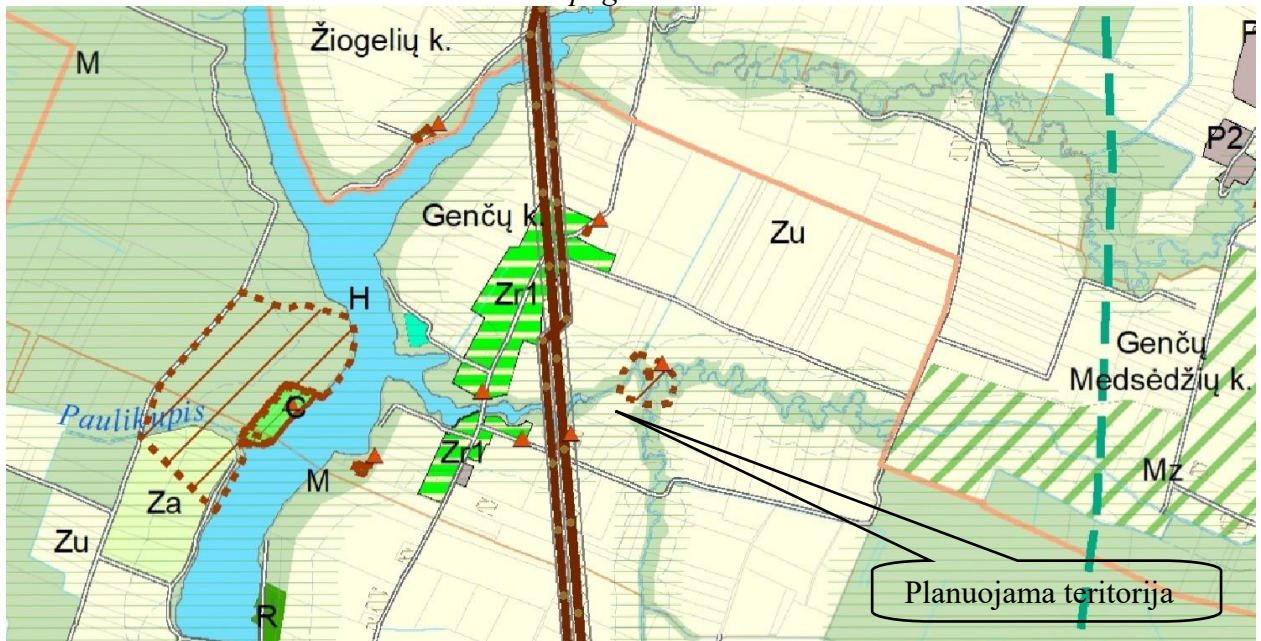 Žiogelių k.
M
P2
Genčų k.
Zu
Zr1
H
Genčų
Medsėdžių k.
Paulikupis
C
Zr1
M
Mz
Za
Zu
Planuojama teritorija
R